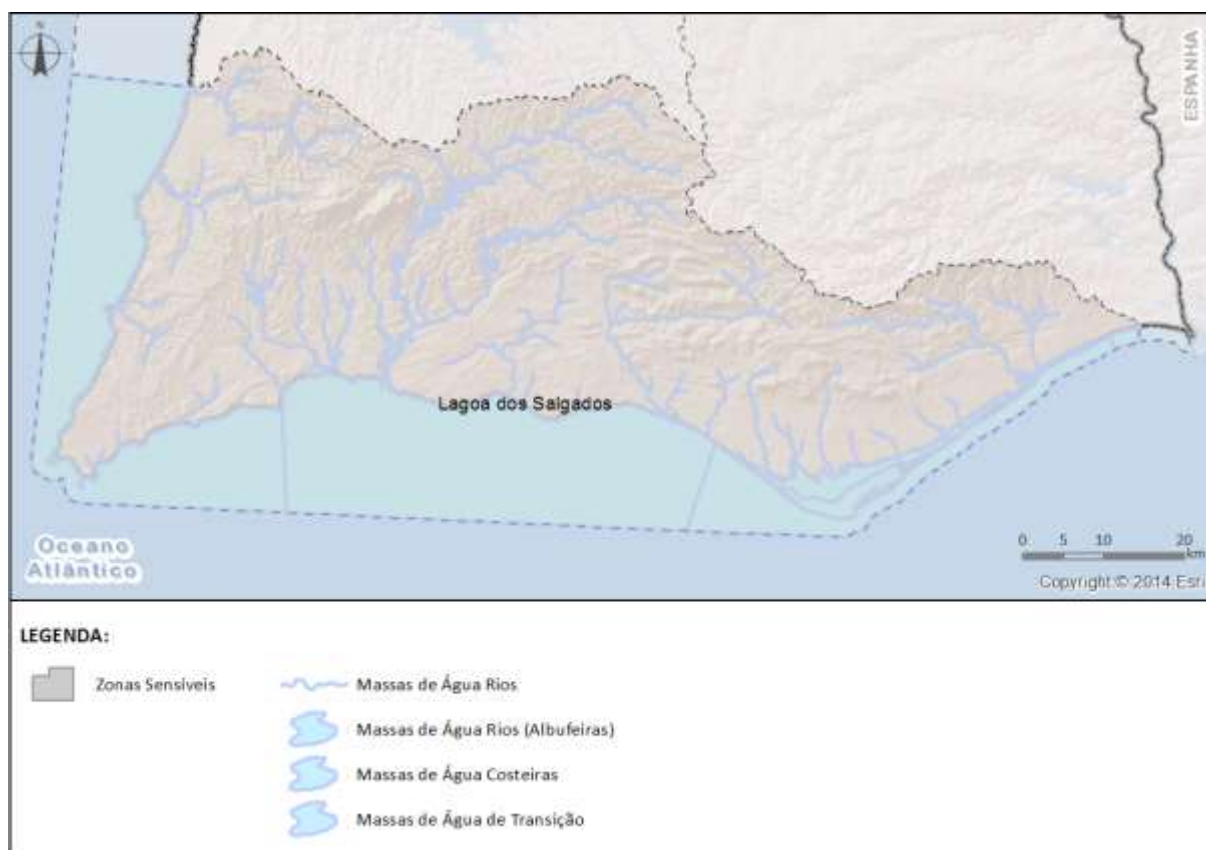 N
ESPANHA
Lagoa dos Salgados
Oceano
Atlântico
0 5 10 20
km
Copyright © 2014 Esri
LEGENDA:
Zonas Sensíveis
Massas de Água Rios
Massas de Água Rios (Albufeiras)
Massas de Água Costeiras
Massas de Água de Transição